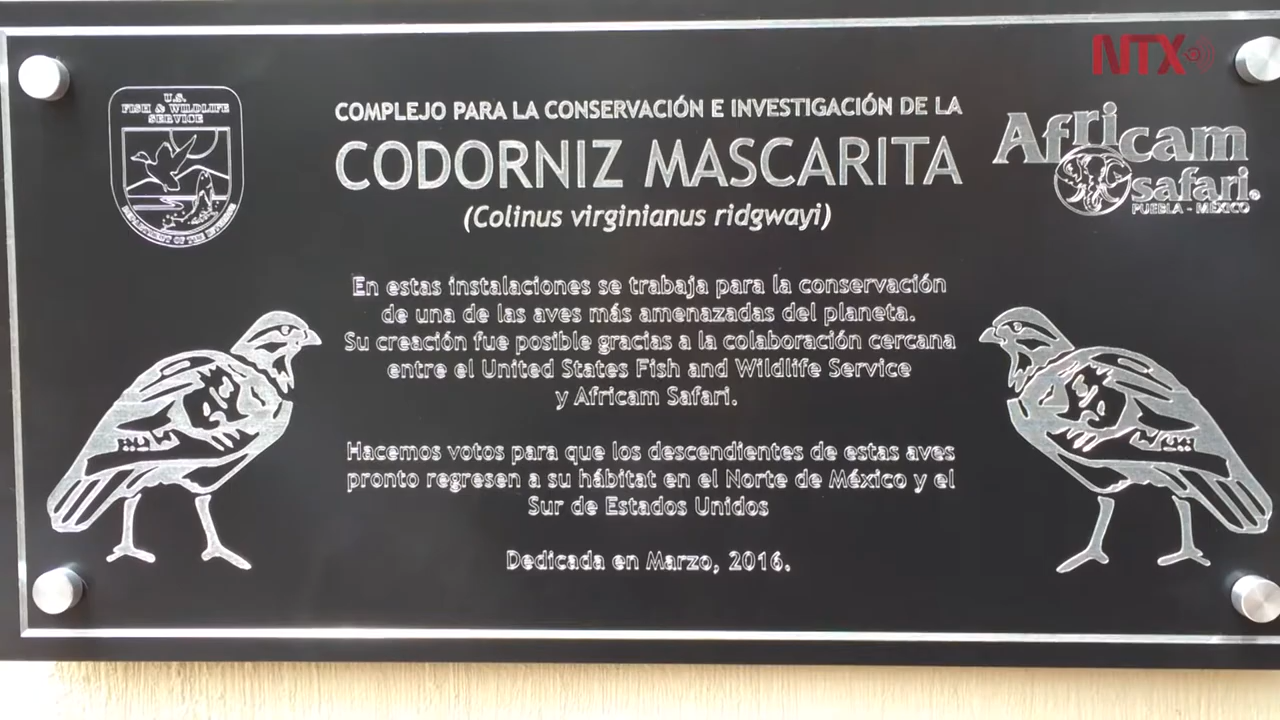 NTX
U.S.
FISH & WILDLIFE
SERVICE
DEPARTMENT OF THE INTERIOR
COMPLEJO PARA LA CONSERVACIÓN E INVESTIGACIÓN DE LA
CODORNIZ MASCARITA
(Colinus virginianus ridgwayi)
Africam
safari.
PUEBLA - MÉXICO
En estas instalaciones se trabaja para la conservación
de una de las aves más amenazadas del planeta.
Su creación fue posible gracias a la colaboración cercana
entre el United States Fish and Wildlife Service
y Africam Safari.
Hacemos votos para que los descendientes de estas aves
pronto regresen a su hábitat en el Norte de México y el
Sur de Estados Unidos
Dedicada en Marzo, 2016.